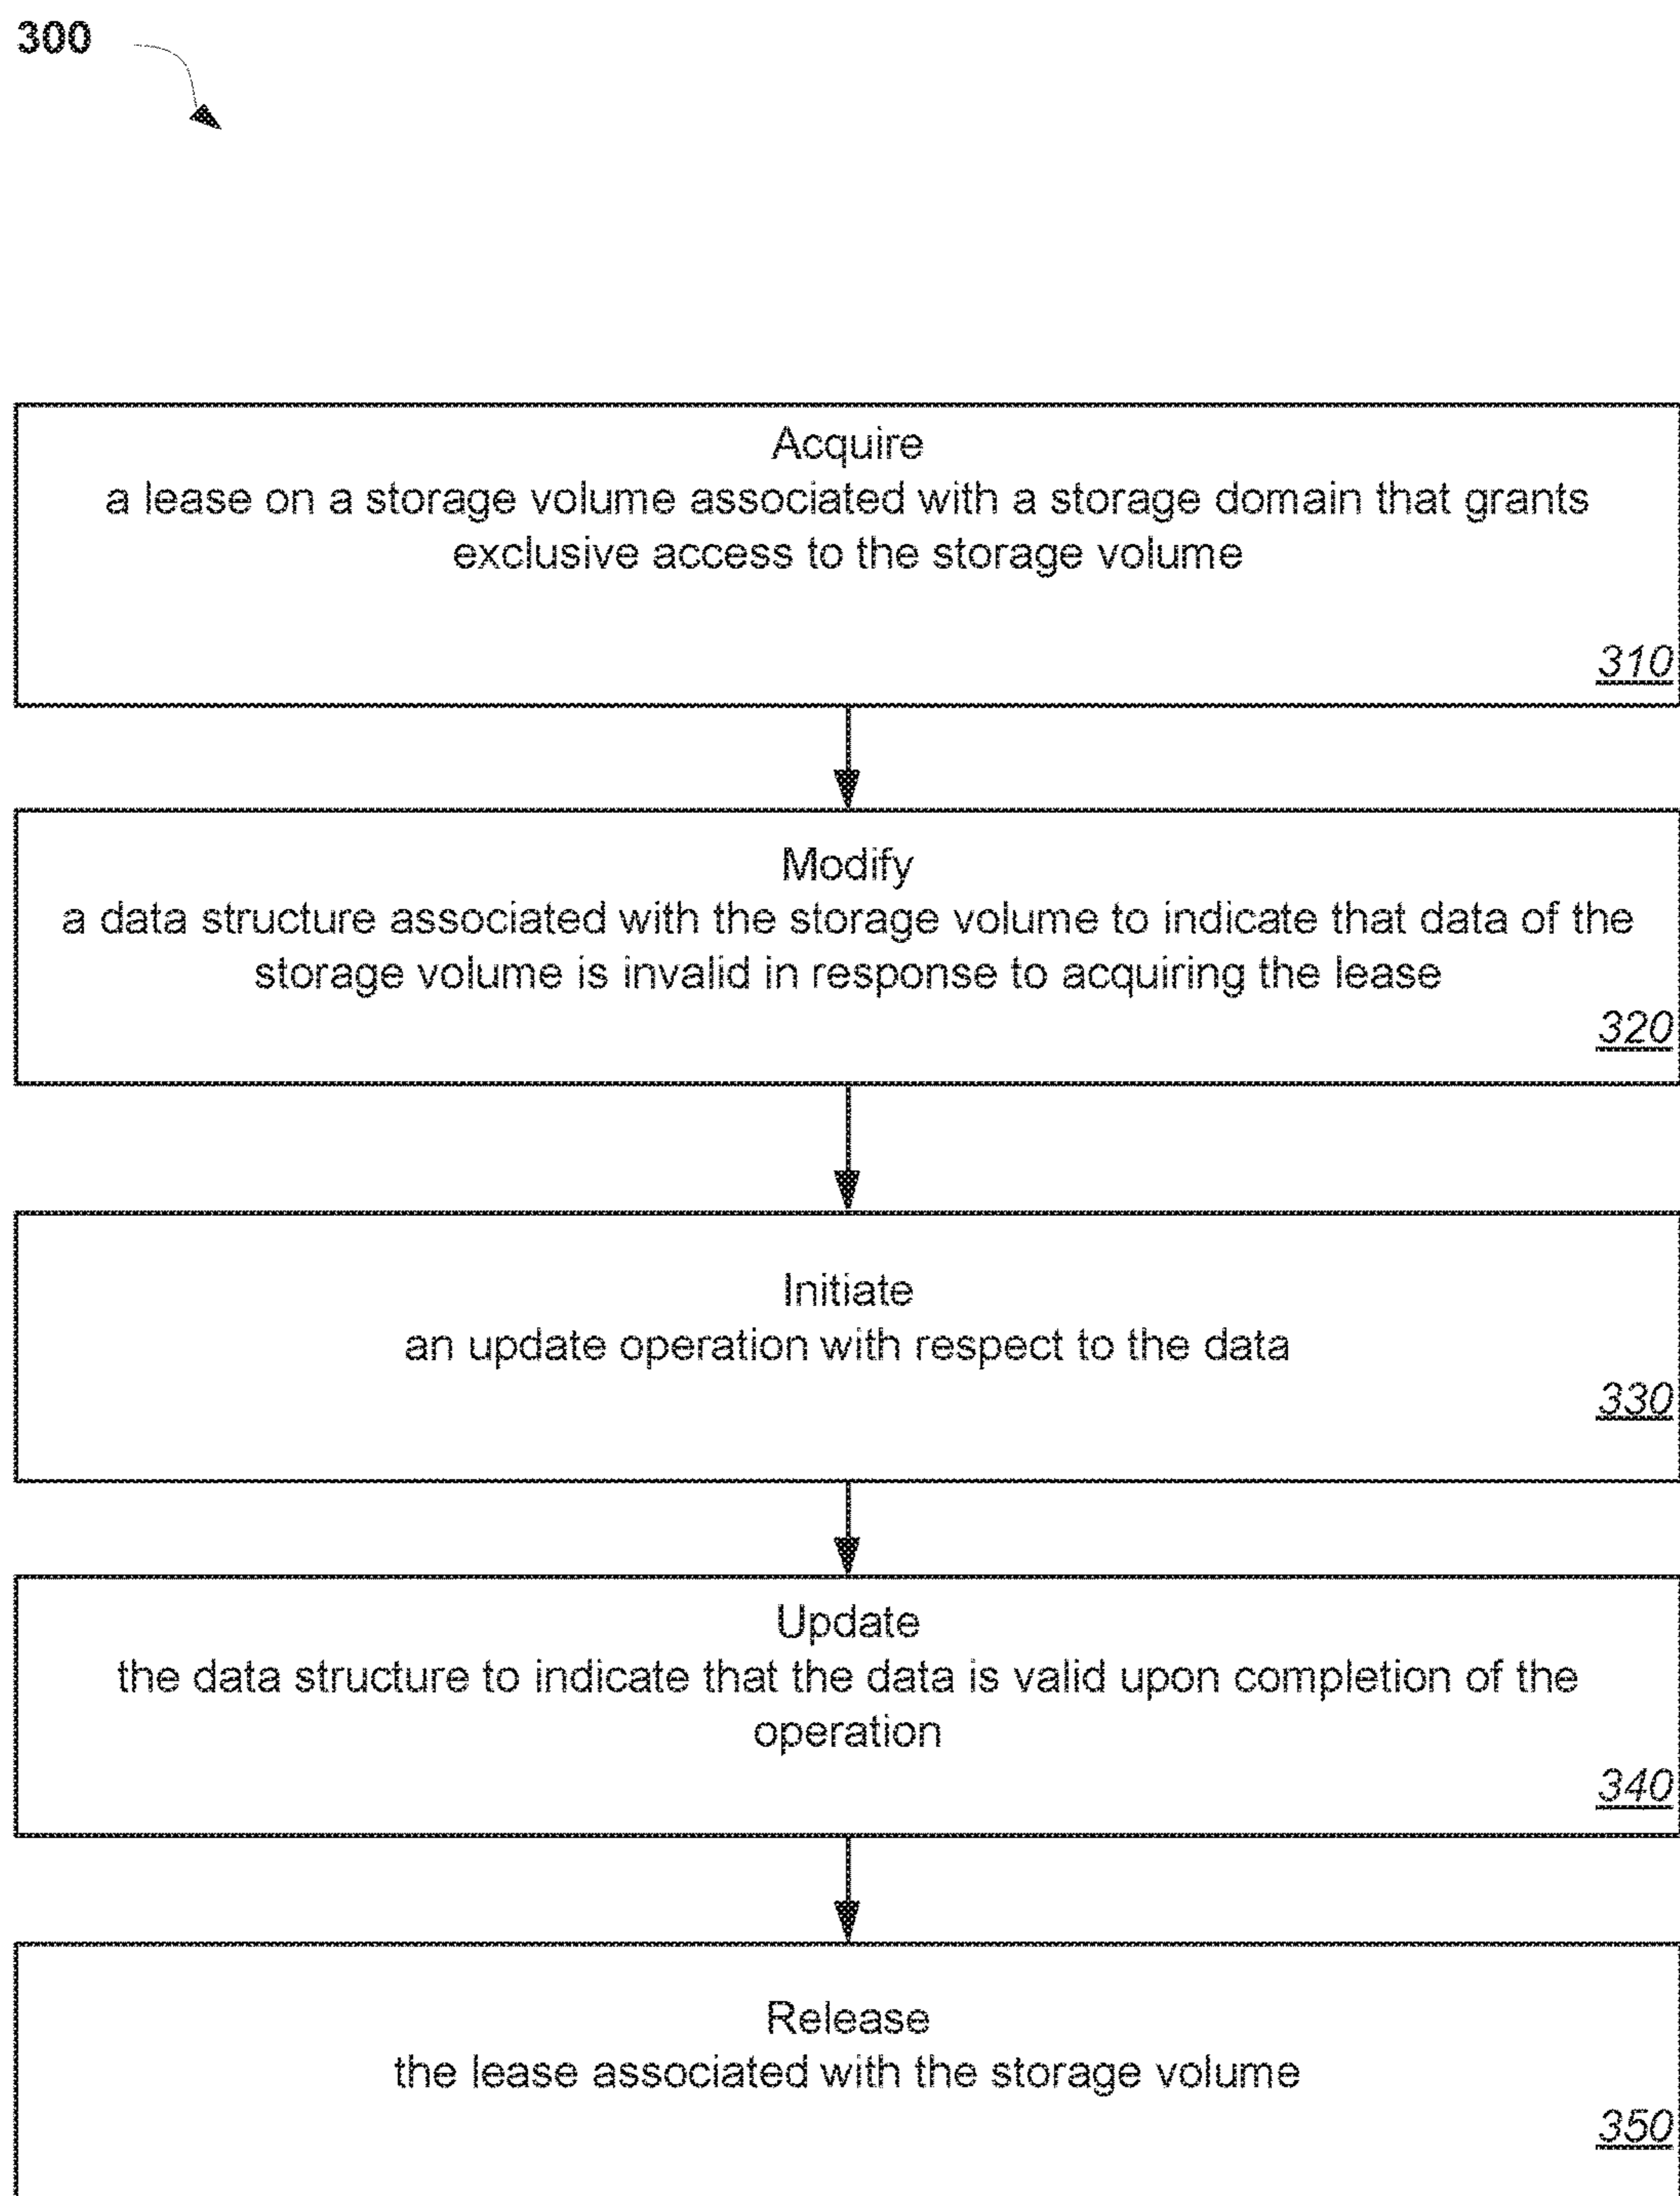 300
Acquire
a lease on a storage volume associated with a storage domain that grants
exclusive access to the storage volume
310
Modify
a data structure associated with the storage volume to indicate that data of the
storage volume is invalid in response to acquiring the lease
320
Initiate
an update operation with respect to the data
330
Update
the data structure to indicate that the data is valid upon completion of the
operation
340
Release
the lease associated with the storage volume
350